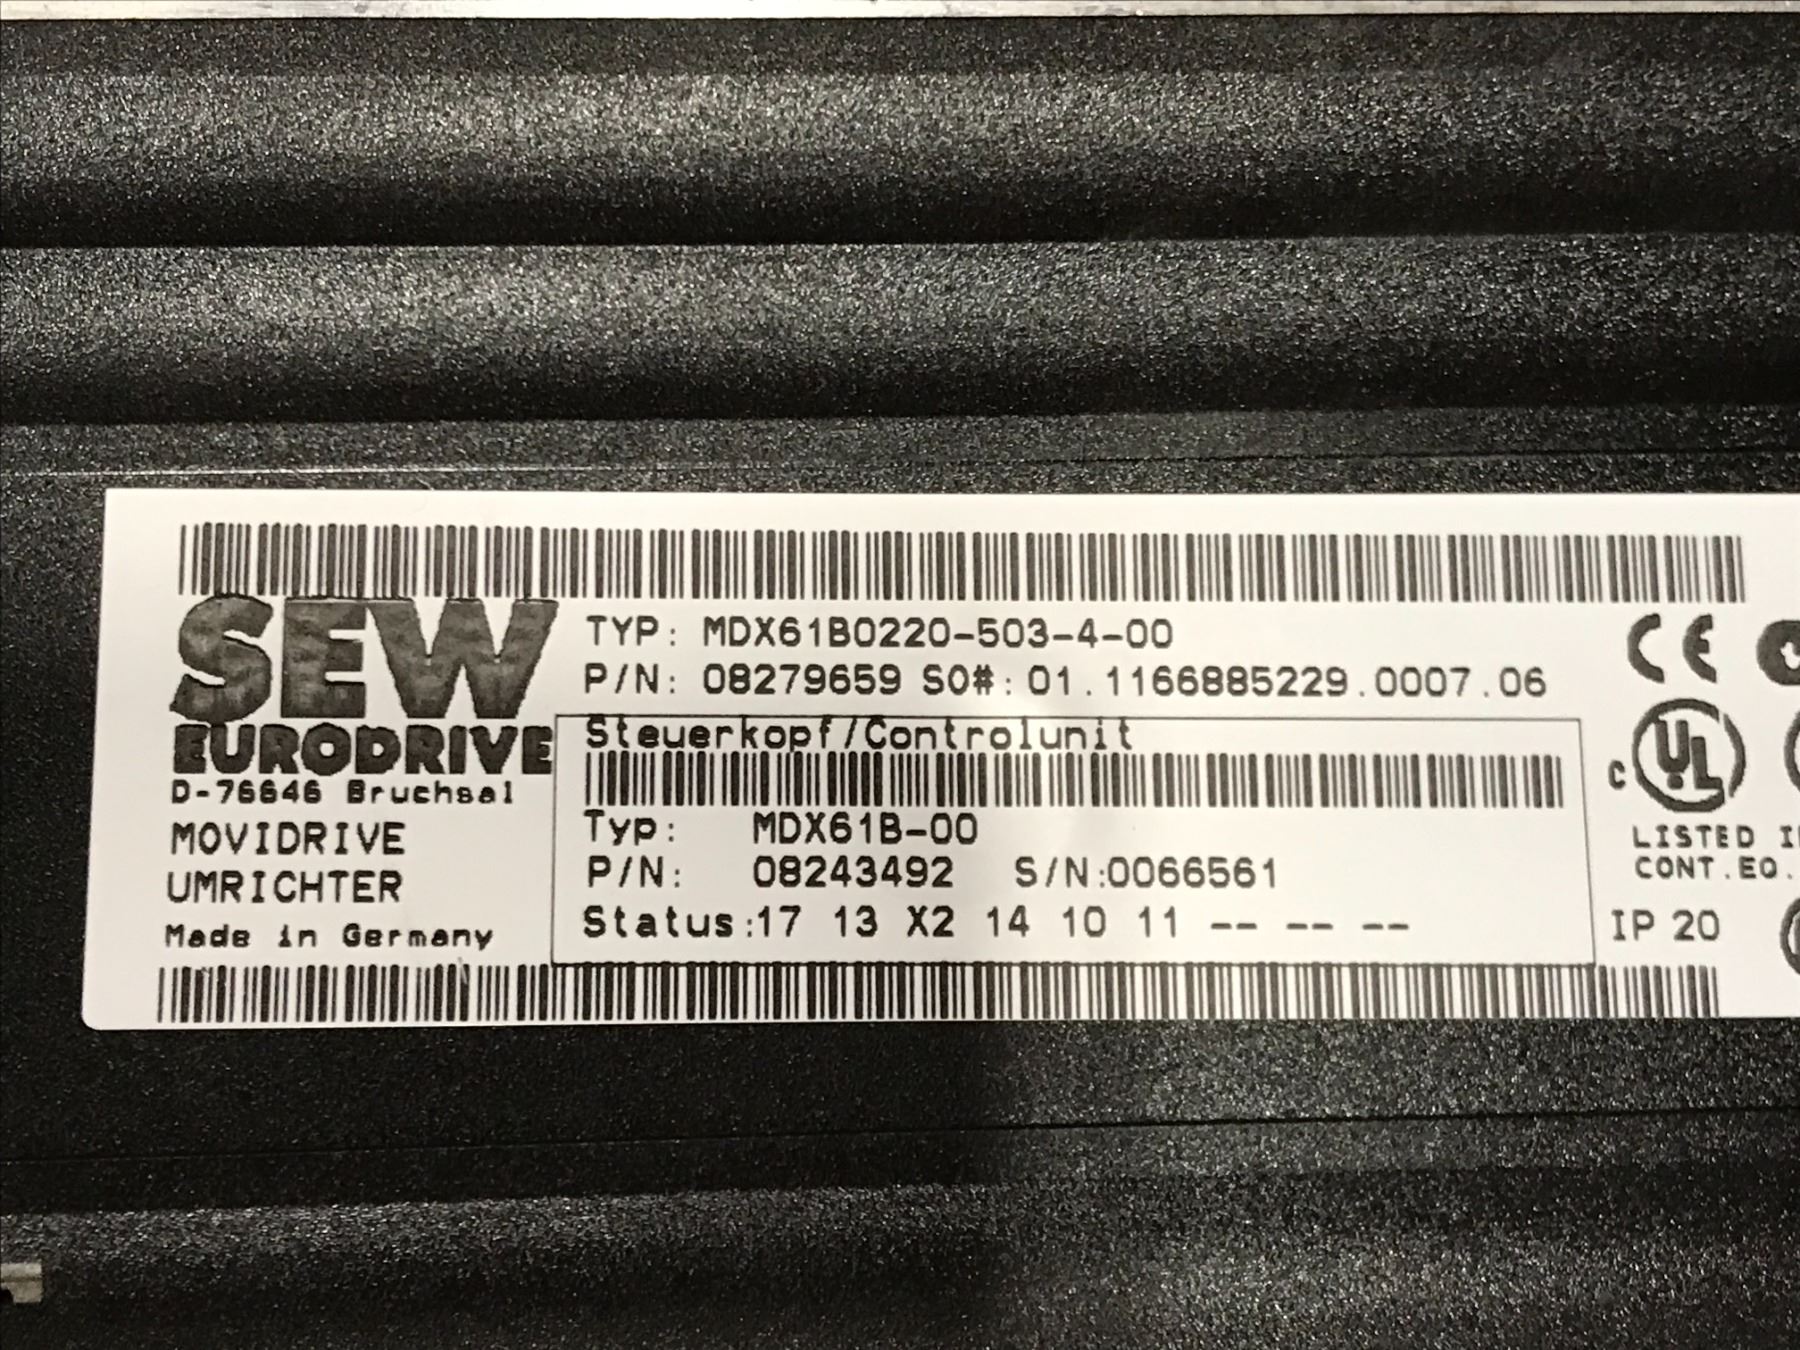 SEW
EURODRIVE
D-76646 Bruchsal
MOVIDRIVE
UMRICHTER
Made in Germany
TYP: MDX61B0220-503-4-00
P/N: 08279659 SO#: 01.1166885229.0007.06
Steuerkopf/Controlunit
Typ: MDX61B-00
P/N: 08243492 S/N:0066561
Status:17 13 X2 14 10 11 -- -- --
CE
C UL
LISTED
CONT.EQ.
IP 20